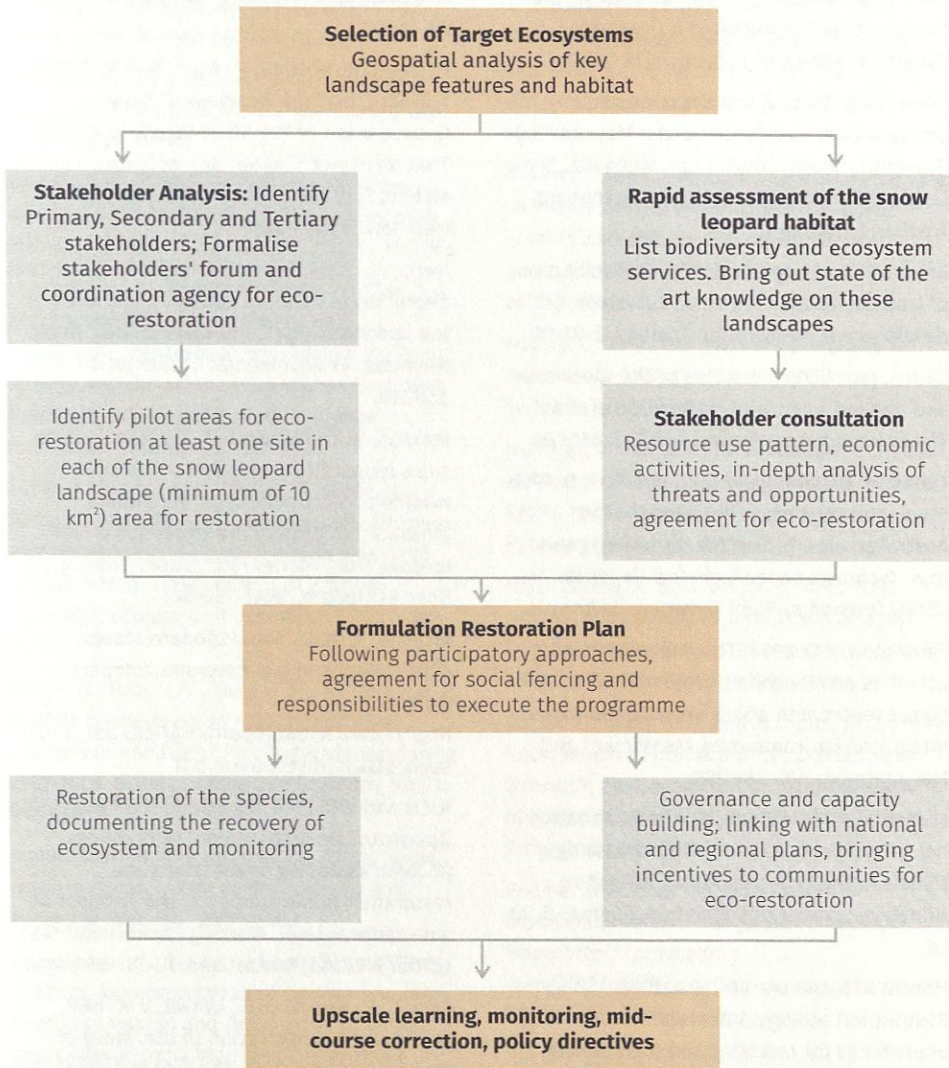 Selection of Target Ecosystems
Geospatial analysis of key
landscape features and habitat
Stakeholder Analysis: Identify
Primary, Secondary and Tertiary
stakeholders; Formalise
stakeholders' forum and
coordination agency for eco-
restoration
Rapid assessment of the snow
leopard habitat
List biodiversity and ecosystem
services. Bring out state of the
art knowledge on these
landscapes
Identify pilot areas for eco-
restoration at least one site in
each of the snow leopard
landscape (minimum of 10
km²) area for restoration
Stakeholder consultation
Resource use pattern, economic
activities, in-depth analysis of
threats and opportunities,
agreement for eco-restoration
Formulation Restoration Plan
Following participatory approaches,
agreement for social fencing and
responsibilities to execute the programme
Restoration of the species,
documenting the recovery of
ecosystem and monitoring
Governance and capacity
building; linking with national
and regional plans, bringing
incentives to communities for
eco-restoration
Upscale learning, monitoring, mid-
course correction, policy directives